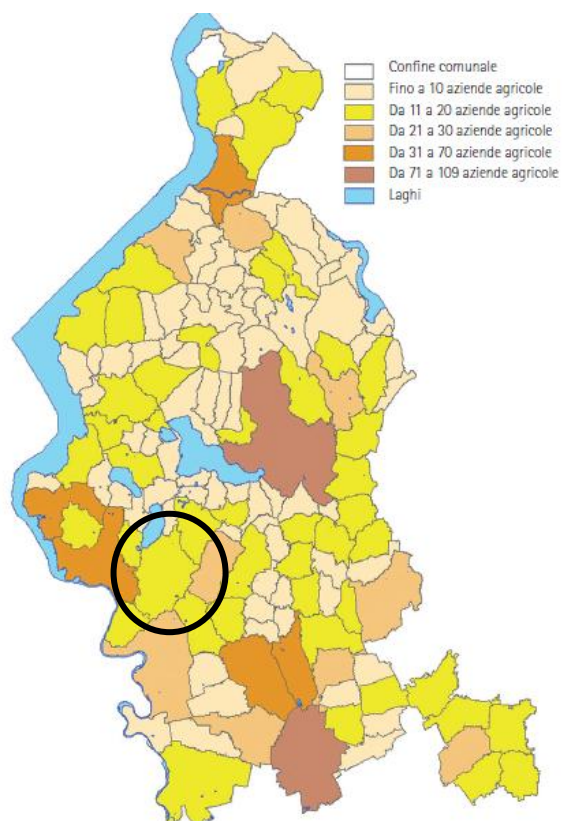 Confine comunale
Fino a 10 aziende agricole
Da 11 a 20 aziende agricole
Da 21 a 30 aziende agricole
Da 31 a 70 aziende agricole
Da 71 a 109 aziende agricole
Laghi